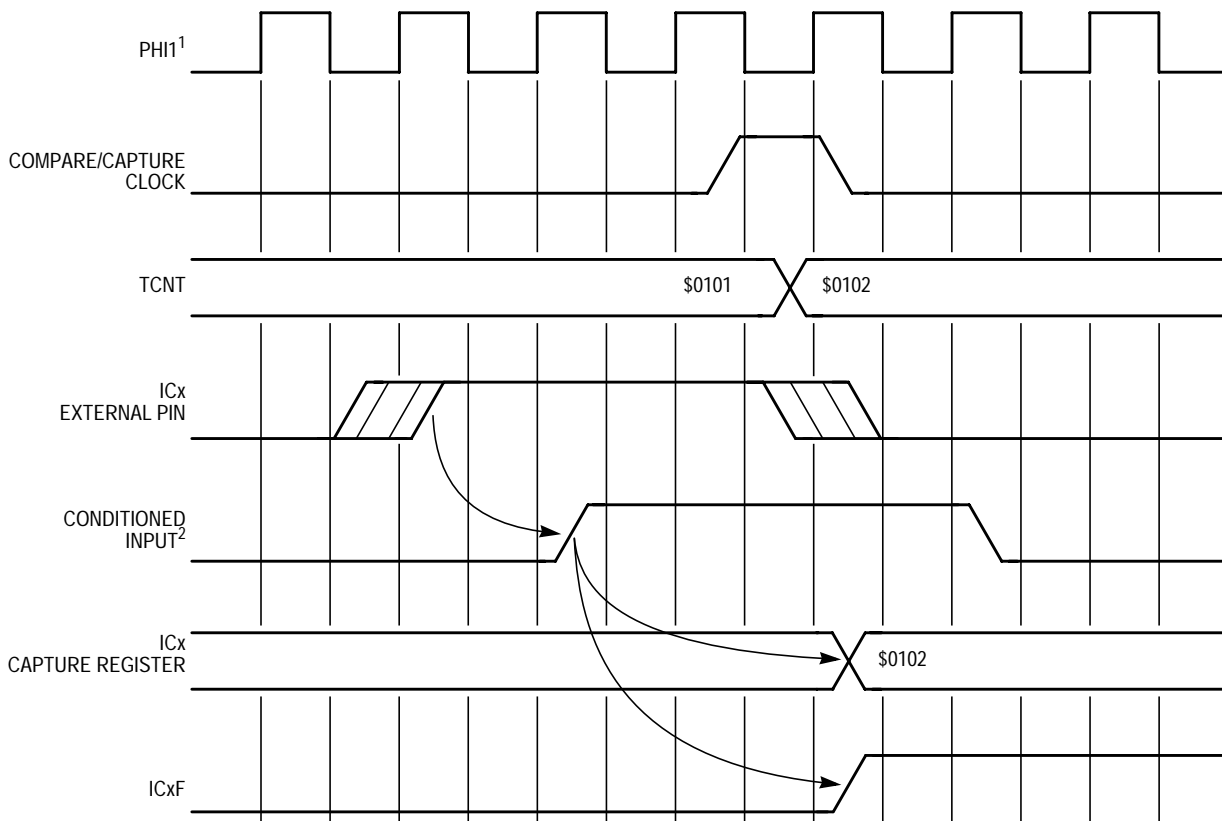 PHI1¹
COMPARE/CAPTURE
CLOCK
TCNT
$0101
$0102
ICx
EXTERNAL PIN
CONDITIONED
INPUT²
ICx
CAPTURE REGISTER
$0102
ICxF